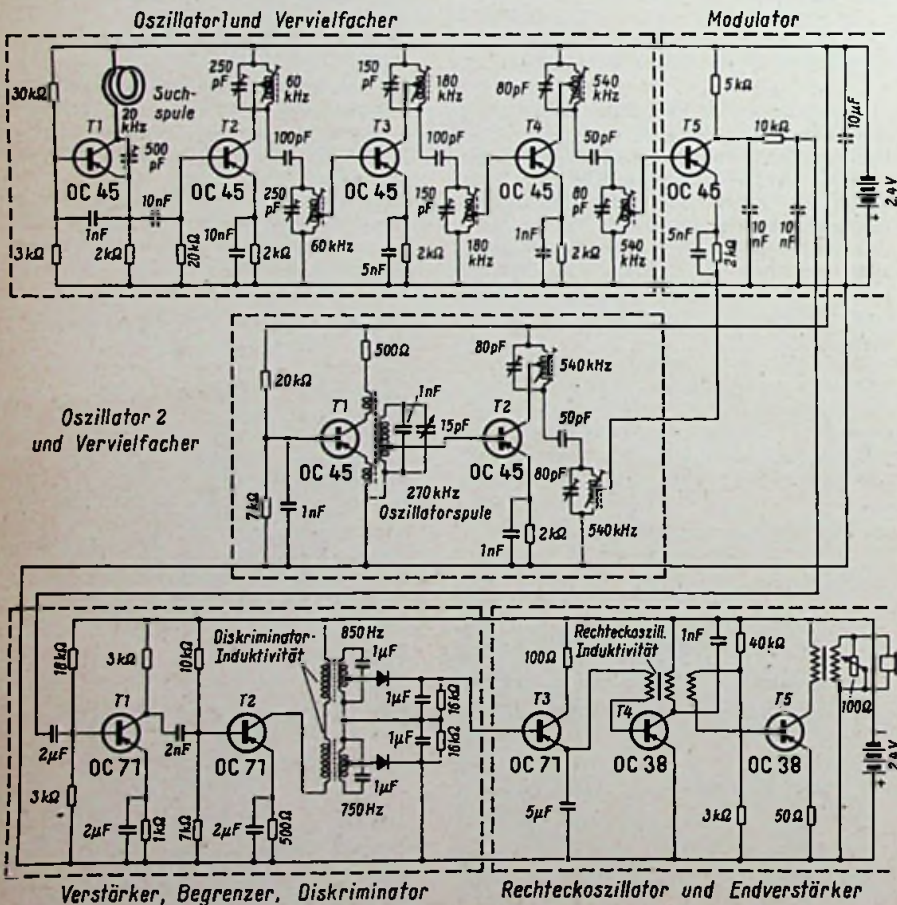 Oszillator1und Vervielfacher
Modulator
30kΩ
Such-
spule
20
kHz
500
pF
T1
OC 45
3kΩ
1nF
2kΩ
10nF
20kΩ
250
pF
60
kHz
T2
OC 45
100pF
10nF
2kΩ
250
pF
60kHz
150
pF
180
kHz
T3
OC 45
100pF
5nF
2kΩ
150
pF
180
kHz
80pF
540
kHz
T4
OC 45
50pF
1nF
2kΩ
80
pF
540
kHz
5kΩ
T5
OC 45
10kΩ
5nF
2kΩ
10
nF
10
nF
10µF
2,4V
+
Oszillator 2
und Vervielfacher
20kΩ
7kΩ
500Ω
T1
OC 45
1nF
1nF
15pF
270kHz
Oszillatorspule
80pF
540kHz
T2
OC 45
50pF
80pF
540kHz
1nF
2kΩ
18kΩ
3kΩ
10kΩ
T1
OC 71
2µF
3kΩ
2µF
1kΩ
2nF
7kΩ
T2
OC 71
2µF
500Ω
Diskriminator-
Induktivität
850Hz
1µF
1µF
16kΩ
1µF
16kΩ
1µF
750Hz
100Ω
T3
OC 71
5µF
Rechteckoszill.
Induktivität
1nF
40kΩ
T4
OC 38
3kΩ
T5
OC 38
50Ω
100Ω
2,4V
+
Verstärker, Begrenzer, Diskriminator
Rechteckoszillator und Endverstärker